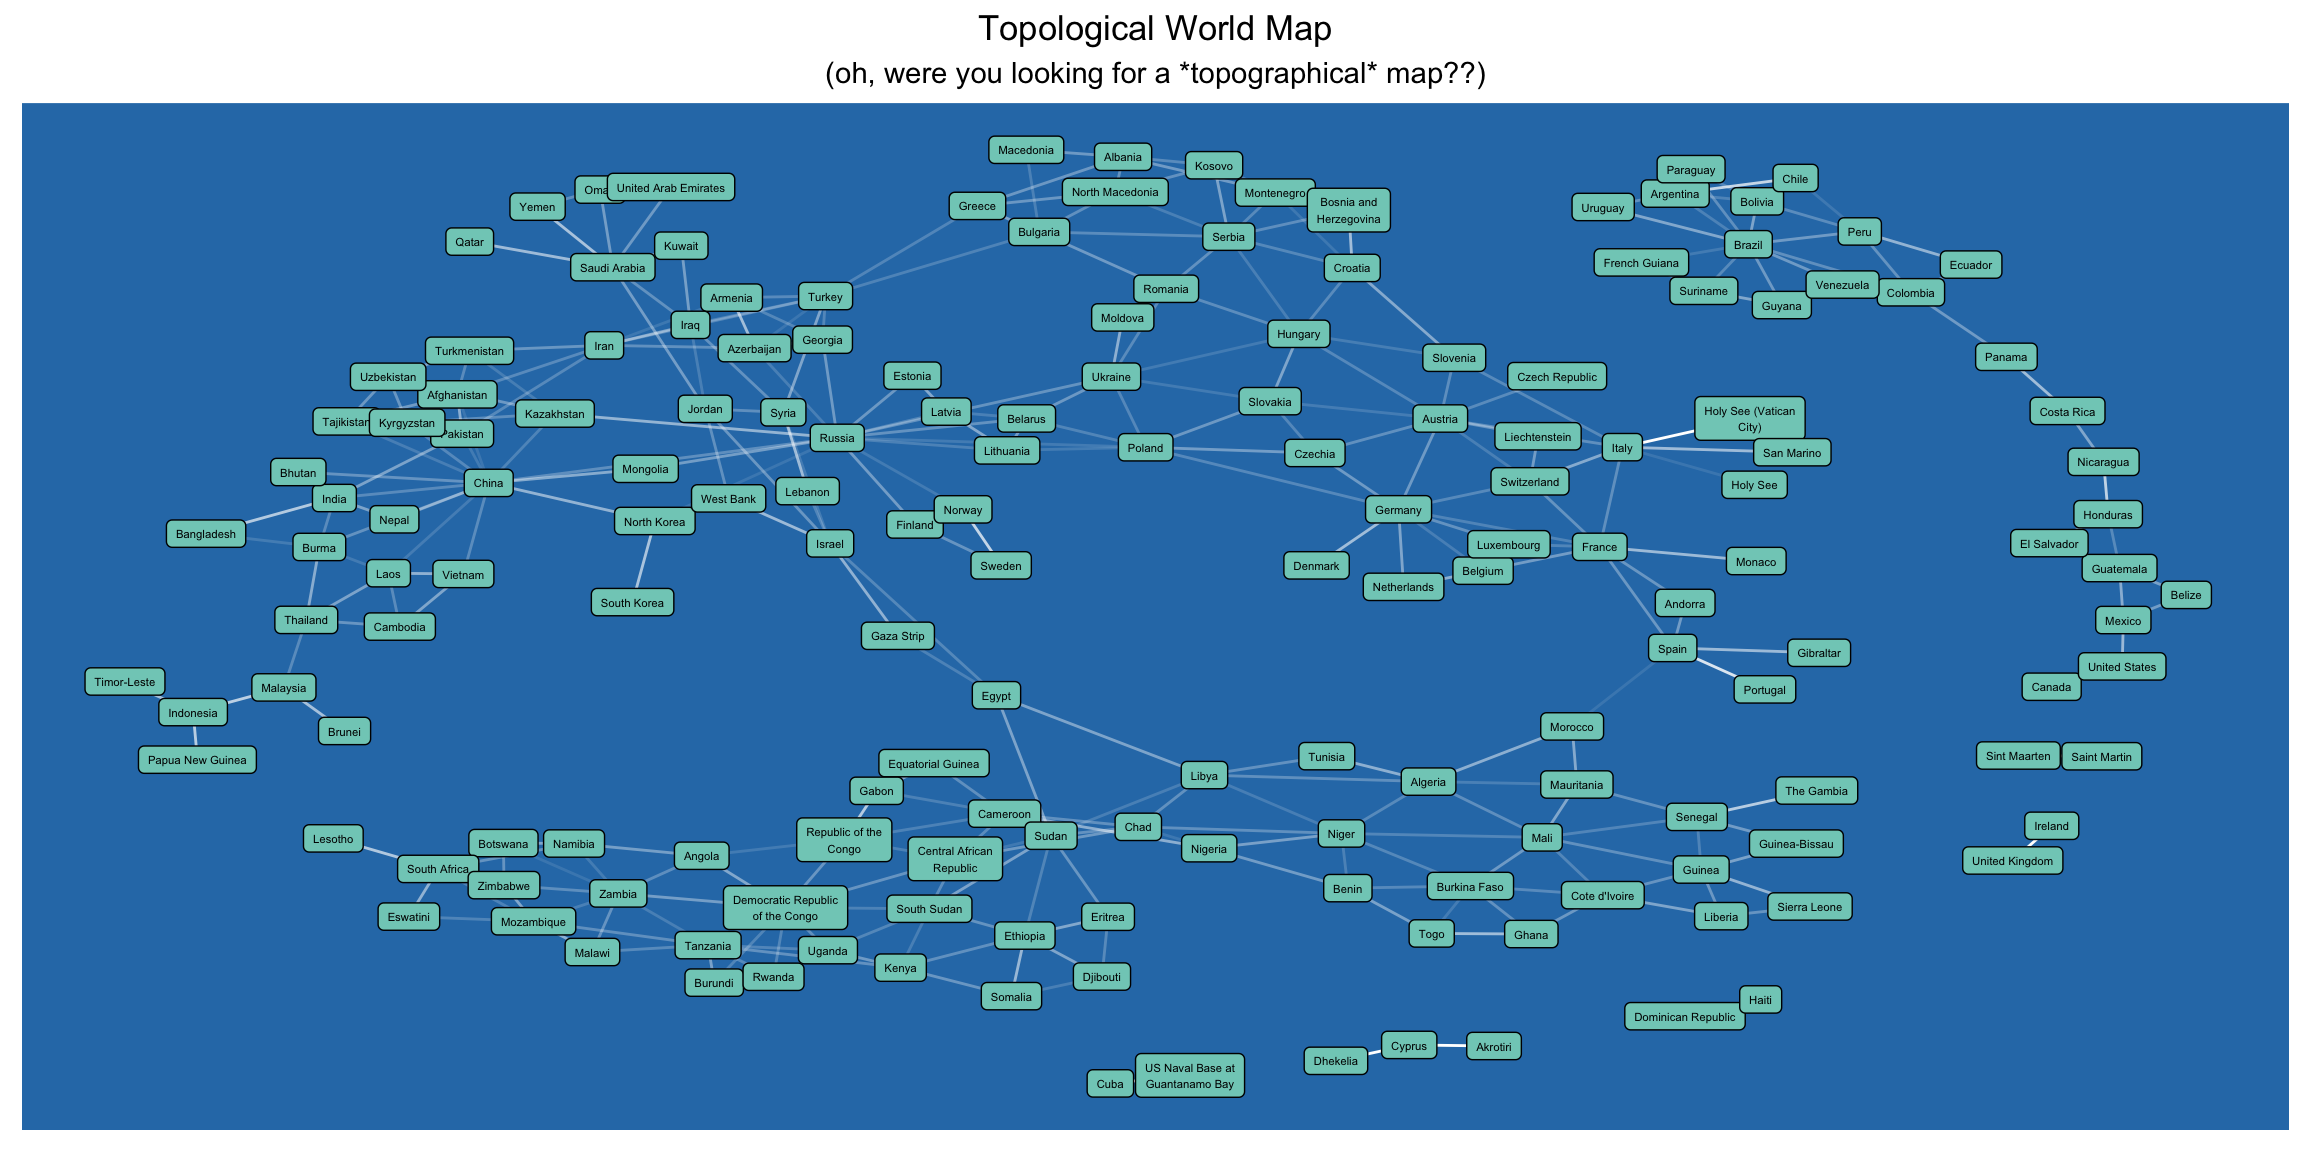 Topological World Map
(oh, were you looking for a *topographical* map??)
Macedonia
Albania
Kosovo
North Macedonia
Montenegro
Bosnia and
Herzegovina
Greece
Bulgaria
Serbia
Croatia
Romania
Moldova
Hungary
Slovenia
Oma
United Arab Emirates
Yemen
Qatar
Kuwait
Saudi Arabia
Armenia
Turkey
Iraq
Georgia
Azerbaijan
Iran
Turkmenistan
Uzbekistan
Afghanistan
Tajikistan
Kyrgyzstan
Pakistan
Kazakhstan
Jordan
Syria
Estonia
Latvia
Belarus
Lithuania
Russia
Ukraine
Poland
Slovakia
Czechia
Austria
Czech Republic
Liechtenstein
Switzerland
Italy
Holy See (Vatican
City)
San Marino
Holy See
Germany
Luxembourg
France
Monaco
Denmark
Netherlands
Belgium
Andorra
Spain
Gibraltar
Portugal
Bhutan
India
China
Mongolia
Nepal
Bangladesh
Burma
Laos
Vietnam
Thailand
Cambodia
North Korea
South Korea
West Bank
Lebanon
Israel
Finland
Norway
Sweden
Gaza Strip
Egypt
Timor-Leste
Indonesia
Malaysia
Brunei
Papua New Guinea
Paraguay
Argentina
Chile
Uruguay
Bolivia
Brazil
Peru
French Guiana
Suriname
Guyana
Venezuela
Colombia
Ecuador
Panama
Costa Rica
Nicaragua
Honduras
El Salvador
Guatemala
Belize
Mexico
United States
Canada
Sint Maarten
Saint Martin
Ireland
United Kingdom
Morocco
Tunisia
Libya
Algeria
Mauritania
The Gambia
Senegal
Guinea-Bissau
Guinea
Sierra Leone
Liberia
Mali
Niger
Chad
Nigeria
Benin
Burkina Faso
Cote d'Ivoire
Togo
Ghana
Equatorial Guinea
Gabon
Cameroon
Sudan
Republic of the
Congo
Central African
Republic
Lesotho
Botswana
Namibia
Angola
South Africa
Zimbabwe
Zambia
Eswatini
Mozambique
Malawi
Democratic Republic
of the Congo
Tanzania
Uganda
Burundi
Rwanda
South Sudan
Kenya
Ethiopia
Eritrea
Djibouti
Somalia
Haiti
Dominican Republic
Dhekelia
Cyprus
Akrotiri
Cuba
US Naval Base at
Guantanamo Bay